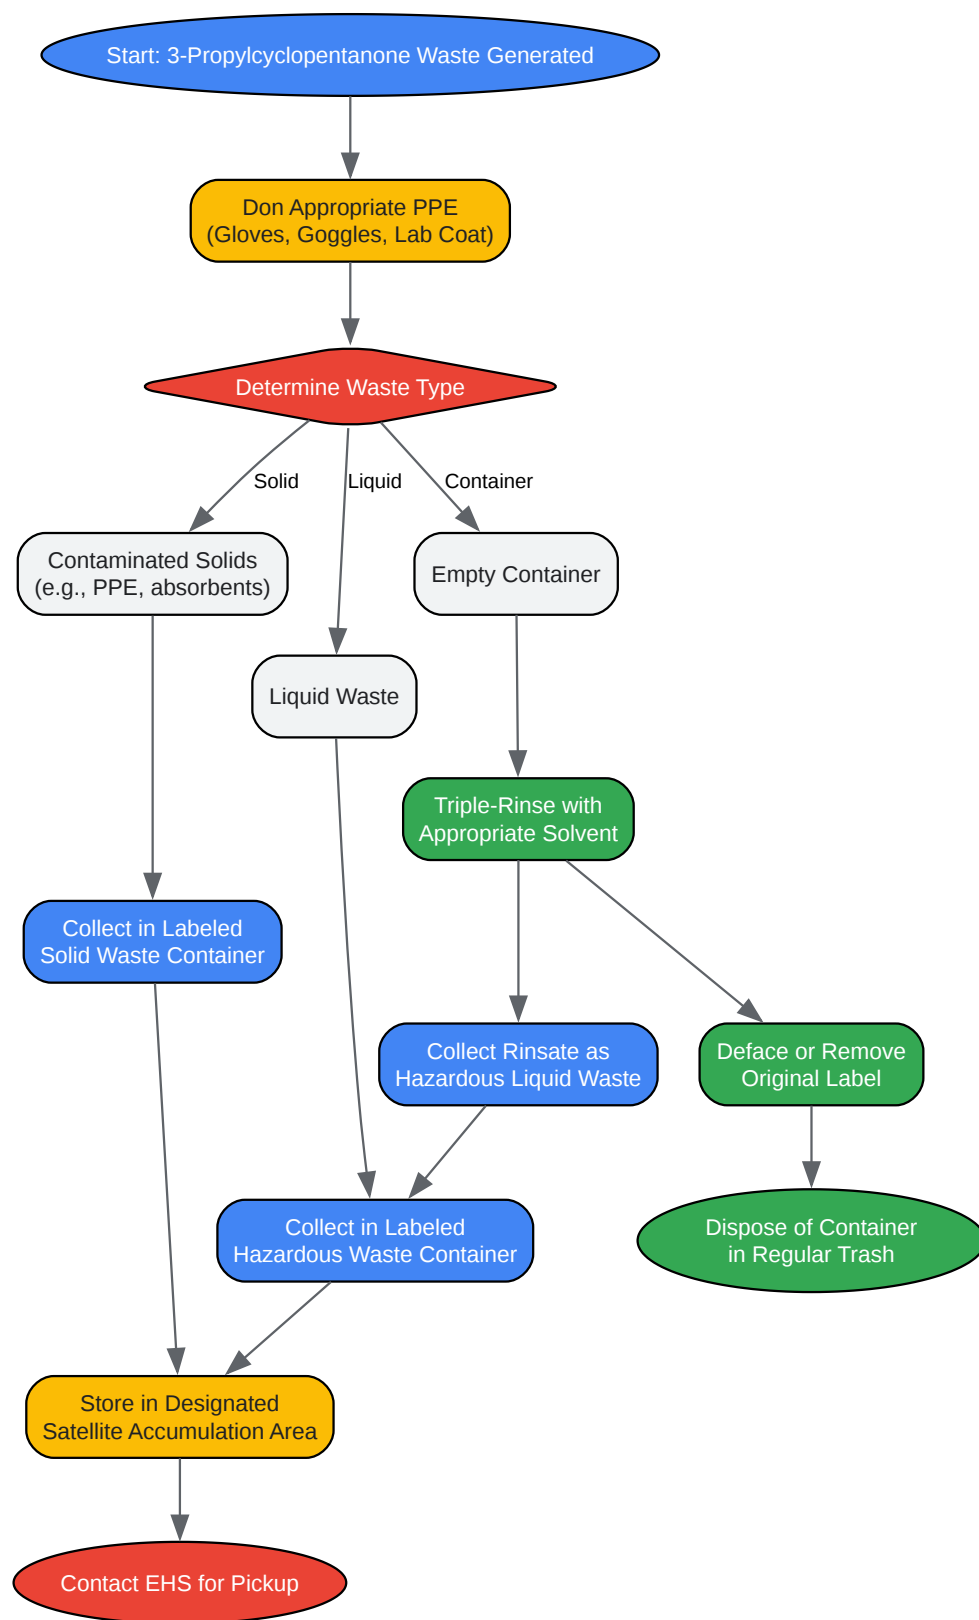 Start: 3-Propylcyclopentanone Waste Generated
Don Appropriate PPE
(Gloves, Goggles, Lab Coat)
Determine Waste Type
Solid
Liquid
Container
Contaminated Solids
(e.g., PPE, absorbents)
Empty Container
Liquid Waste
Triple-Rinse with
Appropriate Solvent
Collect in Labeled
Solid Waste Container
Collect Rinsate as
Hazardous Liquid Waste
Deface or Remove
Original Label
Collect in Labeled
Hazardous Waste Container
Dispose of Container
in Regular Trash
Store in Designated
Satellite Accumulation Area
Contact EHS for Pickup